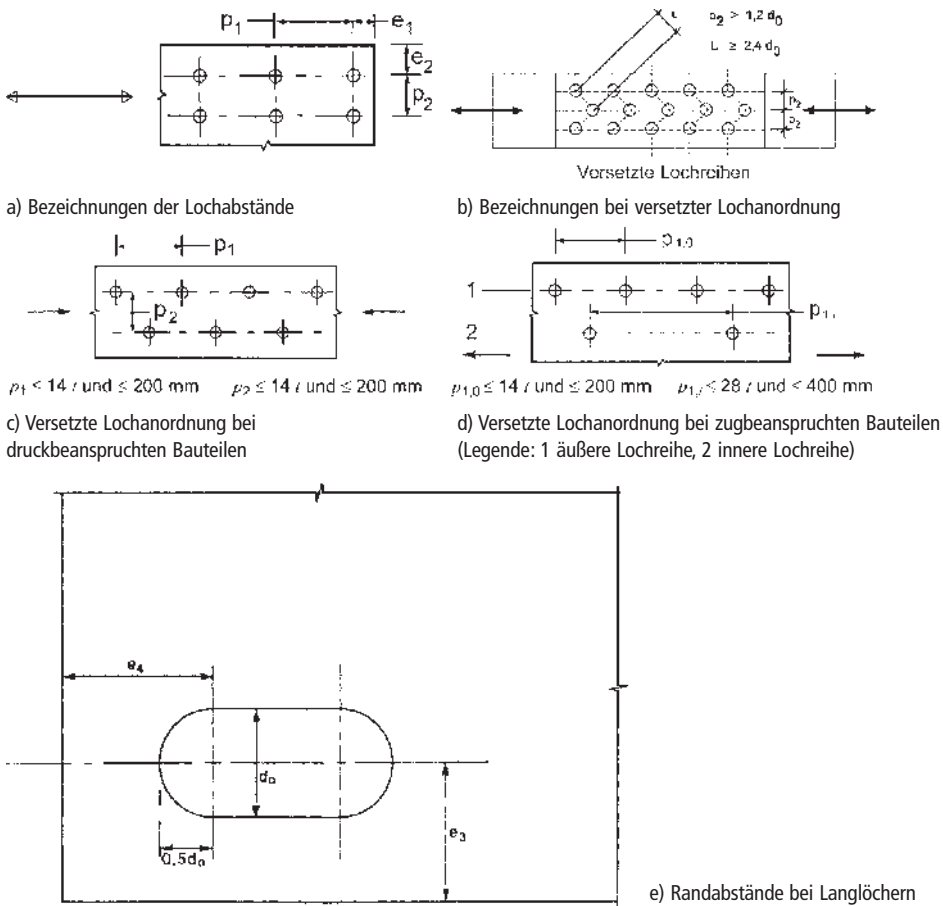 p1 e1
e2
p2
L p2 > 1,2 d0
L ≥ 2,4 d0
p2
p2
Versetzte Lochreihen
a) Bezeichnungen der Lochabstände
b) Bezeichnungen bei versetzter Lochanordnung
p1
p2
p1,0
1
2
p1,i
p1 ≤ 14 t und ≤ 200 mm p2 ≤ 14 t und ≤ 200 mm
p1,0 ≤ 14 t und ≤ 200 mm p1,i ≤ 28 t und ≤ 400 mm
c) Versetzte Lochanordnung bei
druckbeanspruchten Bauteilen
d) Versetzte Lochanordnung bei zugbeanspruchten Bauteilen
(Legende: 1 äußere Lochreihe, 2 innere Lochreihe)
e4
d0
e3
0,5d0
e) Randabstände bei Langlöchern